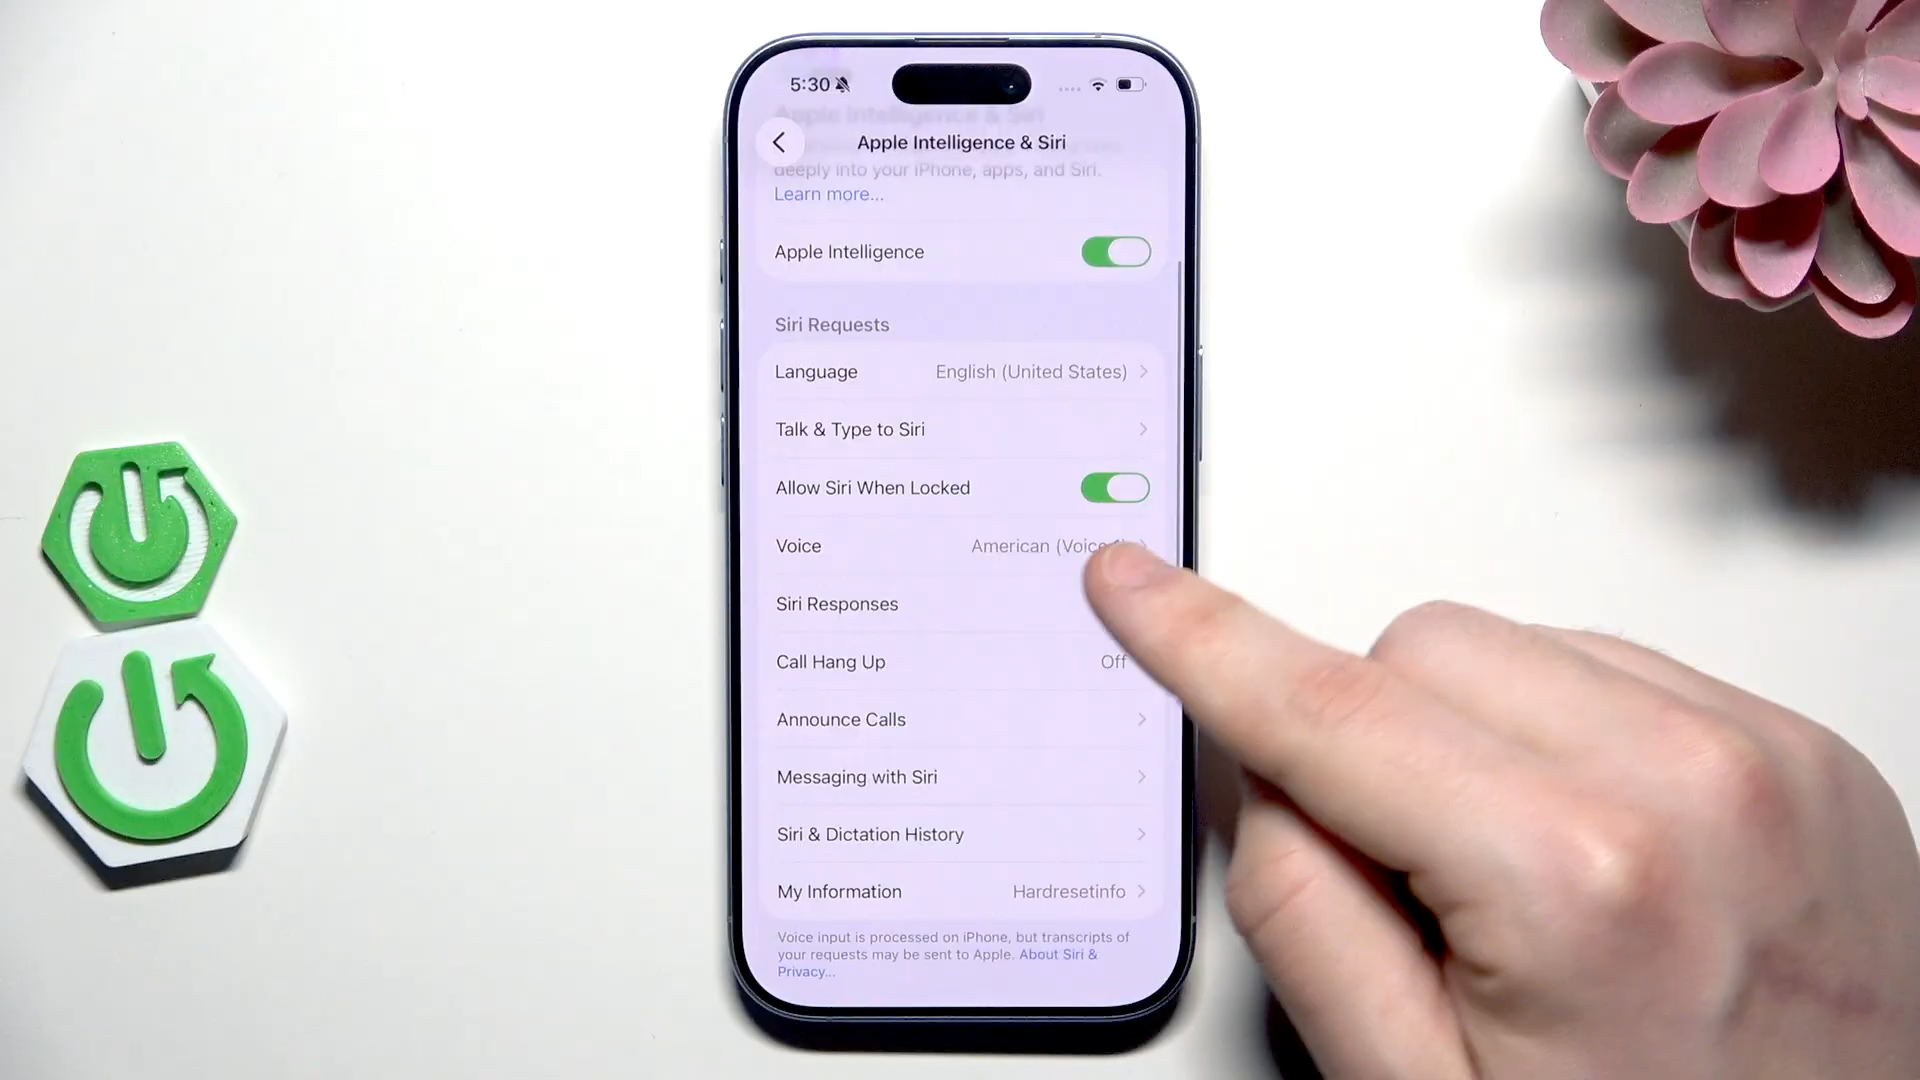 5:30
Apple Intelligence & Siri
Apple Intelligence & Siri
deeply into your iPhone, apps, and Siri.
Learn more...
Apple Intelligence
Siri Requests
Language English (United States)
Talk & Type to Siri
Allow Siri When Locked
Voice American (Voice
Siri Responses
Call Hang Up Off
Announce Calls
Messaging with Siri
Siri & Dictation History
My Information Hardresetinfo
Voice input is processed on iPhone, but transcripts of
your requests may be sent to Apple. About Siri &
Privacy...